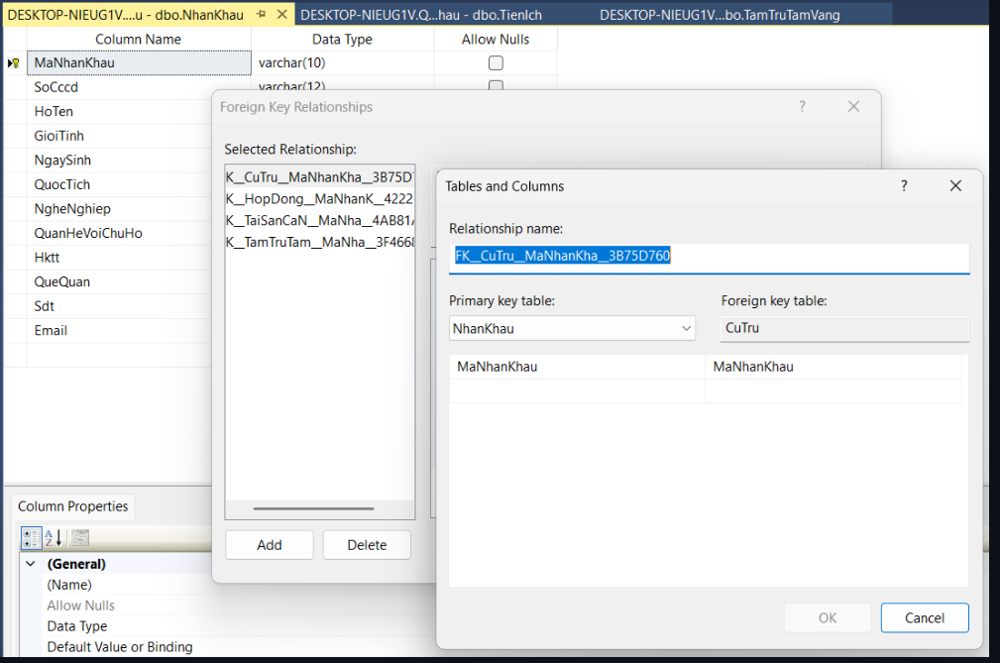 DESKTOP-NIEUG1V....u - dbo.NhanKhau
DESKTOP-NIEUG1V.Q...hau - dbo.TienIch
DESKTOP-NIEUG1V...bo.TamTruTamVang
Column Name
Data Type
Allow Nulls
MaNhanKhau
varchar(10)
SoCccd
varchar(12)
HoTen
GioiTinh
NgaySinh
QuocTich
NgheNghiep
QuanHeVoiChuHo
Hktt
QueQuan
Sdt
Email
Foreign Key Relationships
?
Selected Relationship:
K__CuTru__MaNhanKha__3B75D
K__HopDong__MaNhanK__4222
K__TaiSanCaN__MaNha__4AB81
K__TamTruTam__MaNha__3F466
Add
Delete
Tables and Columns
?
Relationship name:
FK__CuTru__MaNhanKha__3B75D760
Primary key table:
Foreign key table:
NhanKhau
CuTru
MaNhanKhau
MaNhanKhau
OK
Cancel
Column Properties
(General)
(Name)
Allow Nulls
Data Type
Default Value or Binding